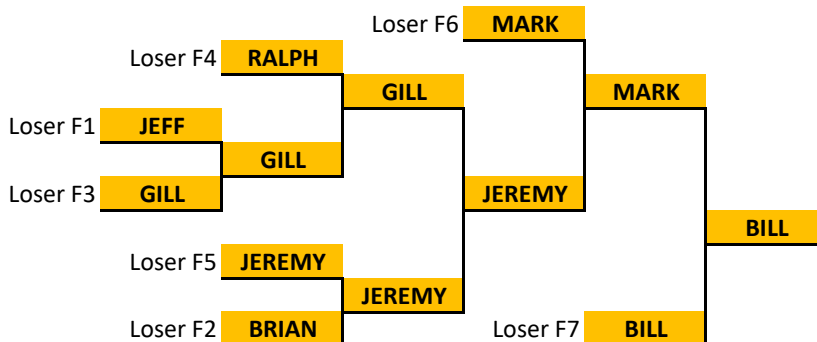 Loser F6 MARK
Loser F4 RALPH
GILL MARK
Loser F1 JEFF
GILL
Loser F3 GILL JEREMY
BILL
Loser F5 JEREMY
JEREMY
Loser F2 BRIAN Loser F7 BILL